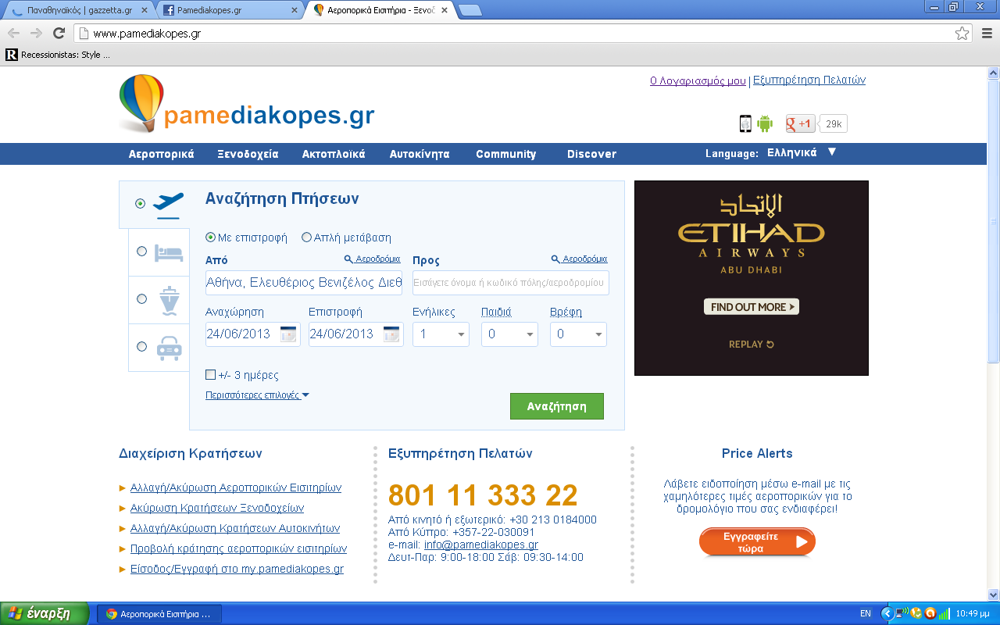 Παναθηναϊκός | gazzetta.gr
Pamediakopes.gr
Αεροπορικά Εισιτήρια - Ξενοδ
www.pamediakopes.gr
Recessionistas: Style ...
Ο Λογαριασμός μου | Εξυπηρέτηση Πελατών
pamediakopes.gr
g +1 29k
Αεροπορικά Ξενοδοχεία Ακτοπλοϊκά Αυτοκίνητα Community Discover Language: Ελληνικά
Αναζήτηση Πτήσεων
Με επιστροφή Απλή μετάβαση
Από Αεροδρόμια Προς Αεροδρόμια
Αθήνα, Ελευθέριος Βενιζέλος Διεθ Εισάγετε όνομα ή κωδικό πόλης/αεροδρομίου
Αναχώρηση Επιστροφή Ενήλικες Παιδιά Βρέφη
24/06/2013 24/06/2013 1 0 0
+/- 3 ημέρες
Περισσότερες επιλογές
Αναζήτηση
الإتحاد
ETIHAD
AIRWAYS
ABU DHABI
FIND OUT MORE
REPLAY
Διαχείριση Κρατήσεων
Αλλαγή/Ακύρωση Αεροπορικών Εισιτηρίων
Ακύρωση Κρατήσεων Ξενοδοχείων
Αλλαγή/Ακύρωση Κρατήσεων Αυτοκινήτων
Προβολή κράτησης αεροπορικών εισιτηρίων
Είσοδος/Εγγραφή στο my.pamediakopes.gr
Εξυπηρέτηση Πελατών
801 11 333 22
Από κινητό ή εξωτερικό: +30 213 0184000
Από Κύπρο: +357-22-030091
e-mail: info@pamediakopes.gr
Δευτ-Παρ: 9:00-18:00 Σάβ: 09:30-14:00
Price Alerts
Λάβετε ειδοποίηση μέσω e-mail με τις
χαμηλότερες τιμές αεροπορικών για το
δρομολόγιο που σας ενδιαφέρει!
Εγγραφείτε
τώρα
έναρξη
Αεροπορικά Εισιτήρια ...
EN
10:49 μμ